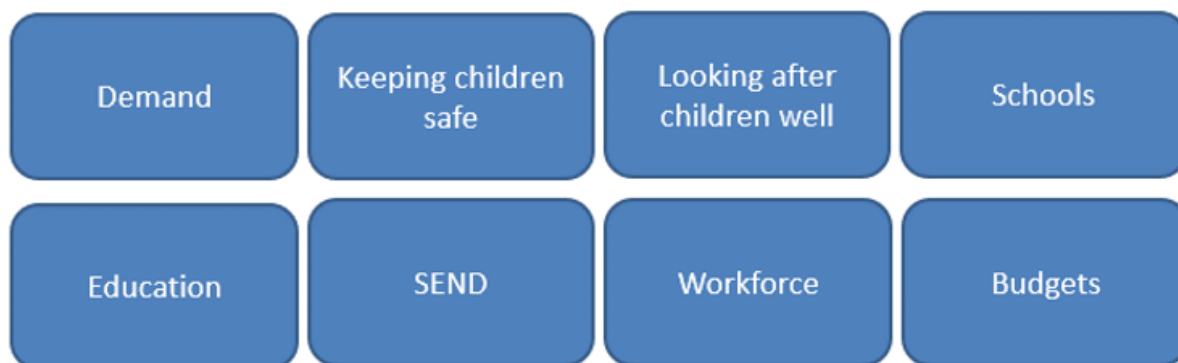 Demand
Keeping children
safe
Looking after
children well
Schools
Education
SEND
Workforce
Budgets